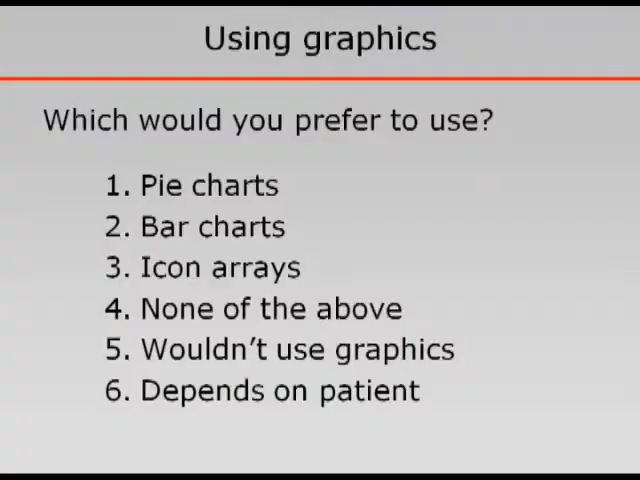 Using graphics
Which would you prefer to use?
1. Pie charts
2. Bar charts
3. Icon arrays
4. None of the above
5. Wouldn't use graphics
6. Depends on patient